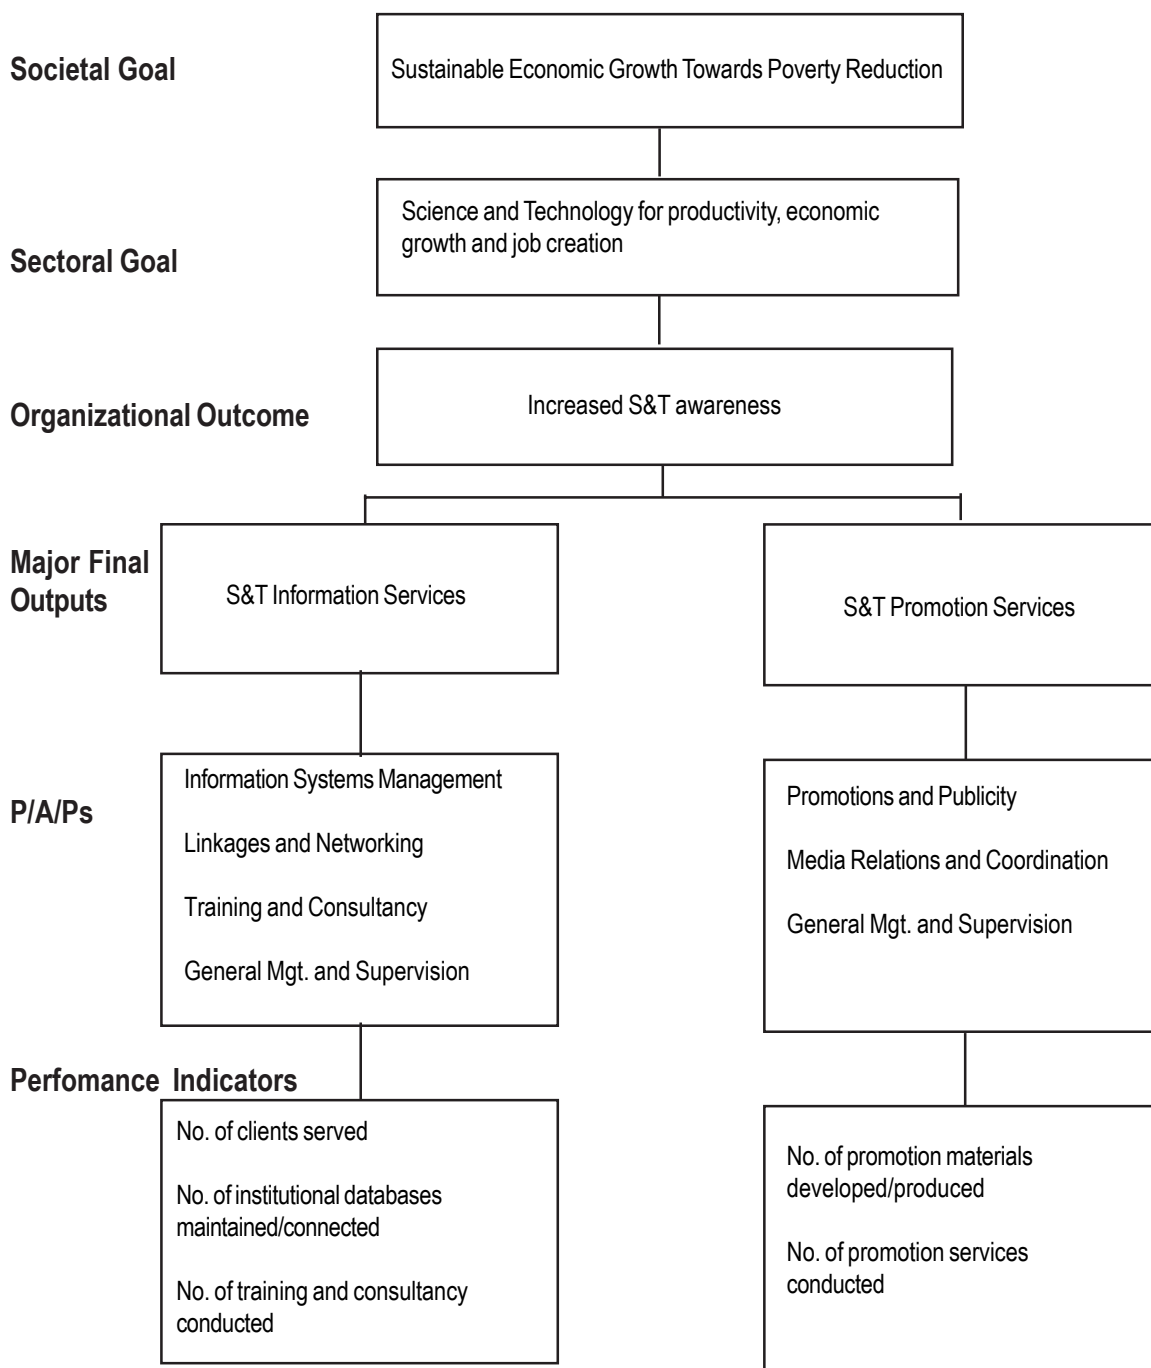 Societal Goal
Sustainable Economic Growth Towards Poverty Reduction
Sectoral Goal
Science and Technology for productivity, economic
growth and job creation
Organizational Outcome
Increased S&T awareness
Major Final
Outputs
S&T Information Services
S&T Promotion Services
P/A/Ps
Information Systems Management
Linkages and Networking
Training and Consultancy
General Mgt. and Supervision
Promotions and Publicity
Media Relations and Coordination
General Mgt. and Supervision
Perfomance Indicators
No. of clients served
No. of institutional databases
maintained/connected
No. of training and consultancy
conducted
No. of promotion materials
developed/produced
No. of promotion services
conducted